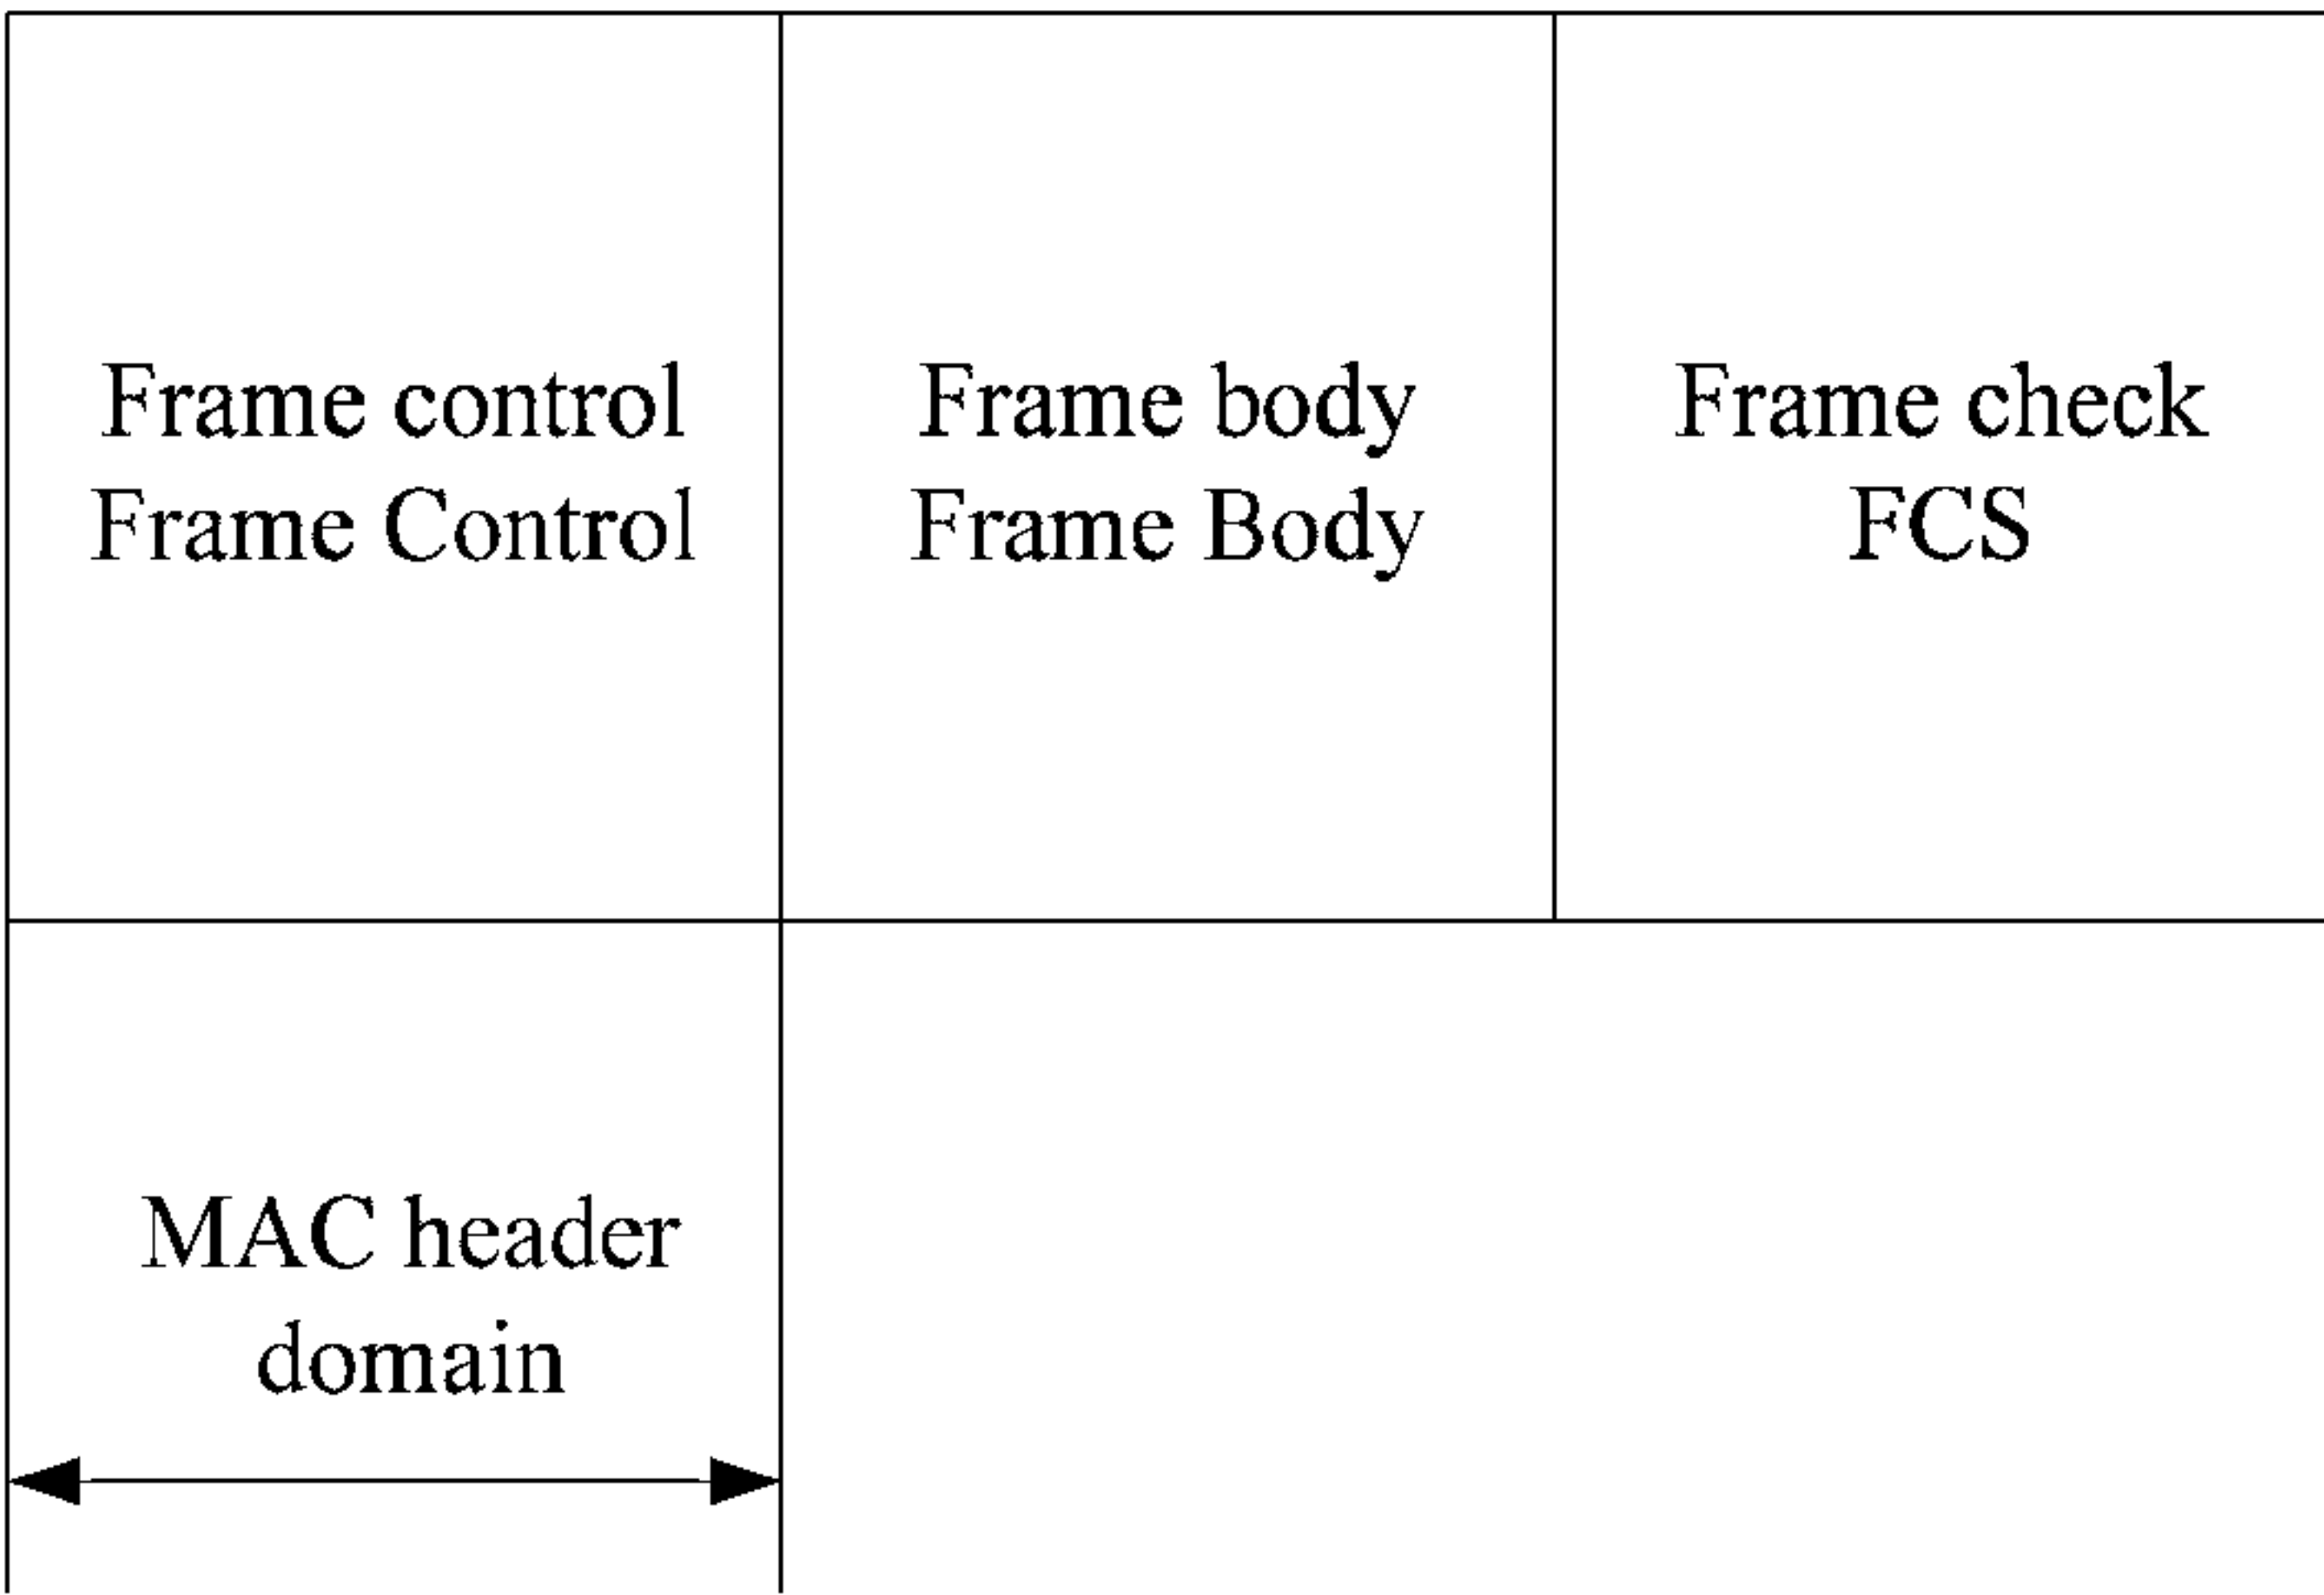 Frame control
Frame Control
Frame body
Frame Body
Frame check
FCS
MAC header
domain